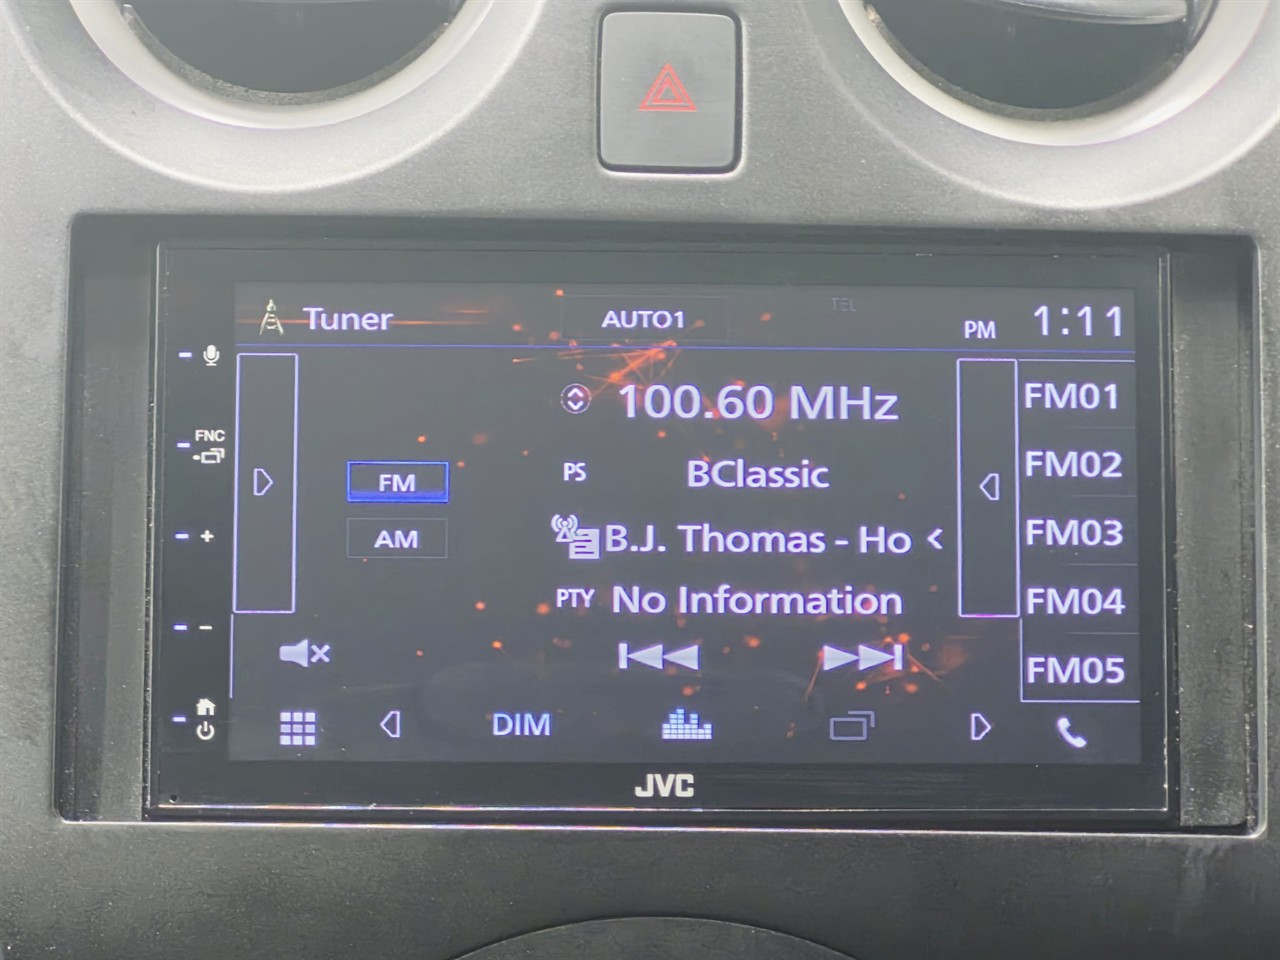 Tuner AUTO1 TEL PM 1:11
100.60 MHz FM01
FNC
FM PS BClassic FM02
AM B.J. Thomas - Ho < FM03
PTY No Information FM04
FM05
DIM
JVC